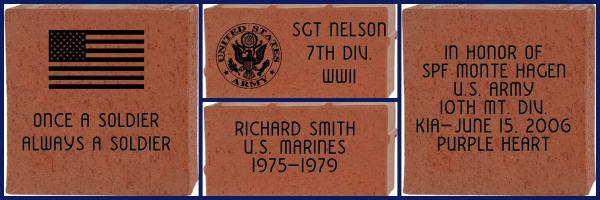 ONCE A SOLDIER
ALWAYS A SOLDIER
UNITED STATES
ARMY
SGT NELSON
7TH DIV.
WWII
RICHARD SMITH
U.S. MARINES
1975-1979
IN HONOR OF
SPF MONTE HAGEN
U.S. ARMY
10TH MT. DIV.
KIA-JUNE 15, 2006
PURPLE HEART